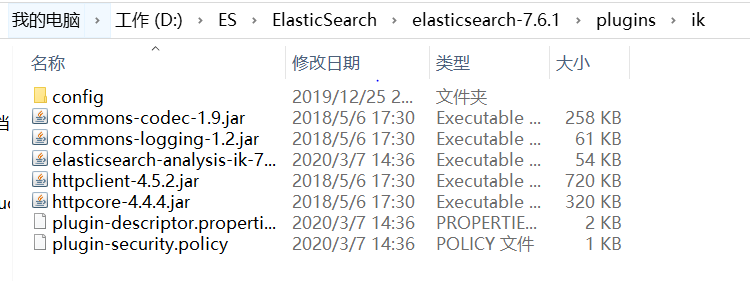 我的电脑 › 工作 (D:) › ES › ElasticSearch › elasticsearch-7.6.1 › plugins › ik
名称 修改日期 类型 大小
config 2019/12/25 2... 文件夹
commons-codec-1.9.jar 2018/5/6 17:30 Executable ... 258 KB
commons-logging-1.2.jar 2018/5/6 17:30 Executable ... 61 KB
elasticsearch-analysis-ik-7... 2020/3/7 14:36 Executable ... 54 KB
httpclient-4.5.2.jar 2018/5/6 17:30 Executable ... 720 KB
httpcore-4.4.4.jar 2018/5/6 17:30 Executable ... 320 KB
plugin-descriptor.properti... 2020/3/7 14:36 PROPERTIE... 2 KB
plugin-security.policy 2020/3/7 14:36 POLICY 文件 1 KB